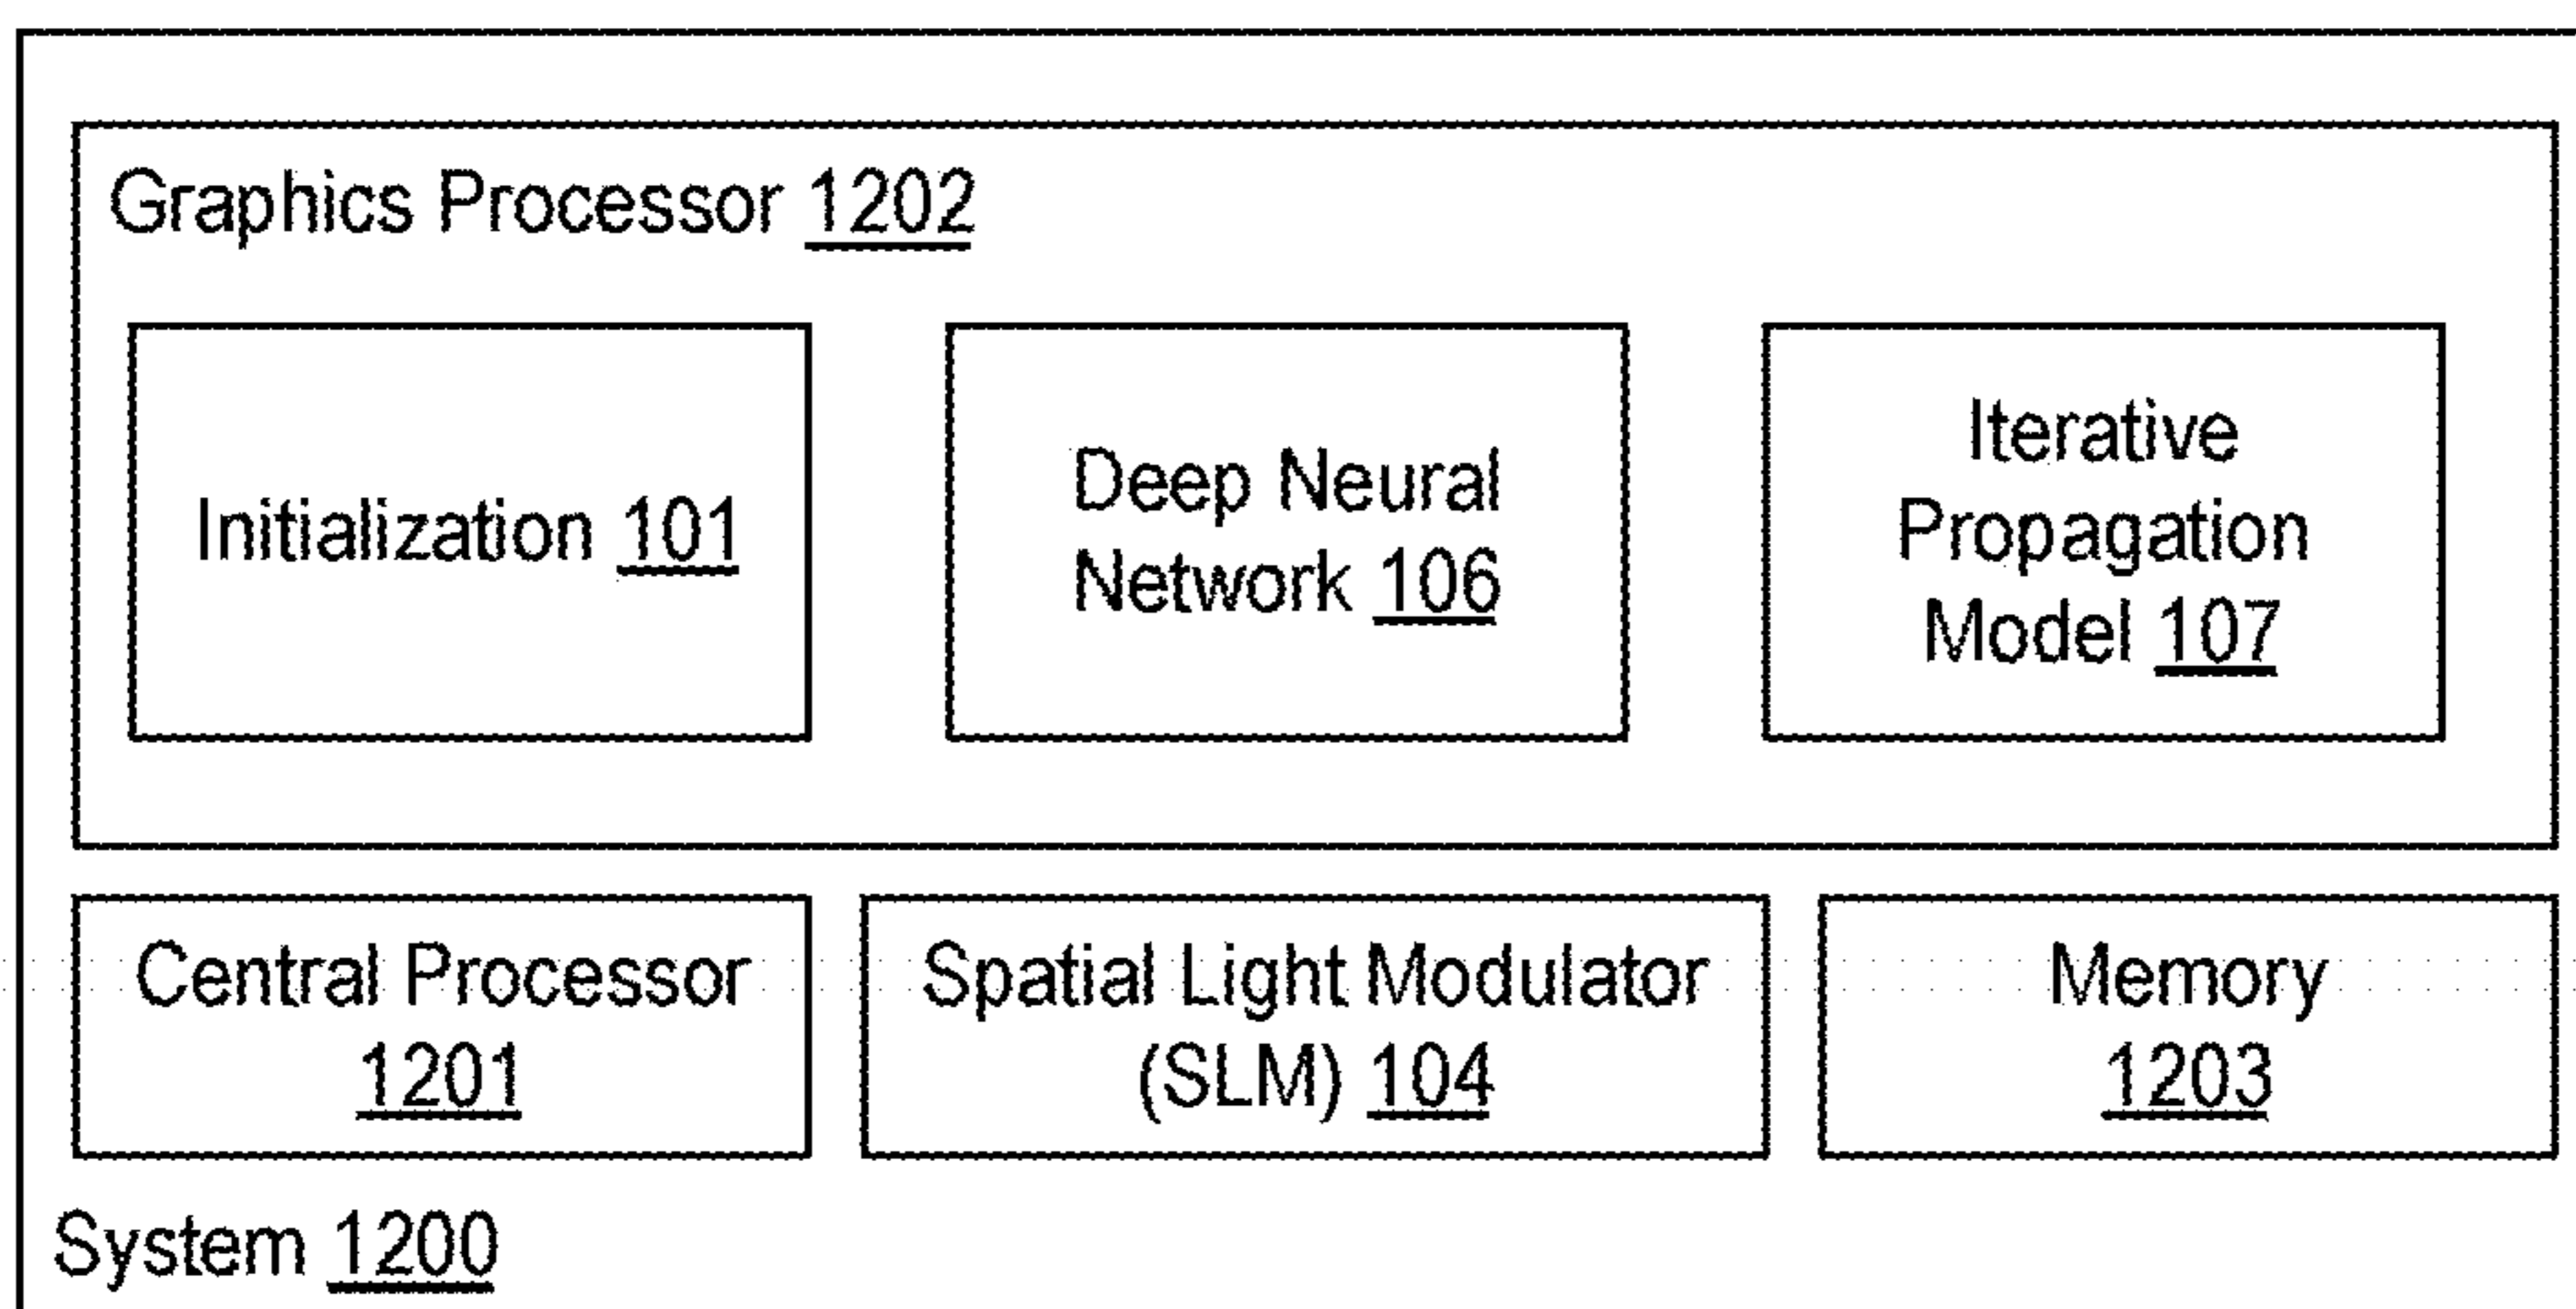 Graphics Processor 1202
Initialization 101
Deep Neural
Network 106
Iterative
Propagation
Model 107
Central Processor
1201
Spatial Light Modulator
(SLM) 104
Memory
1203
System 1200